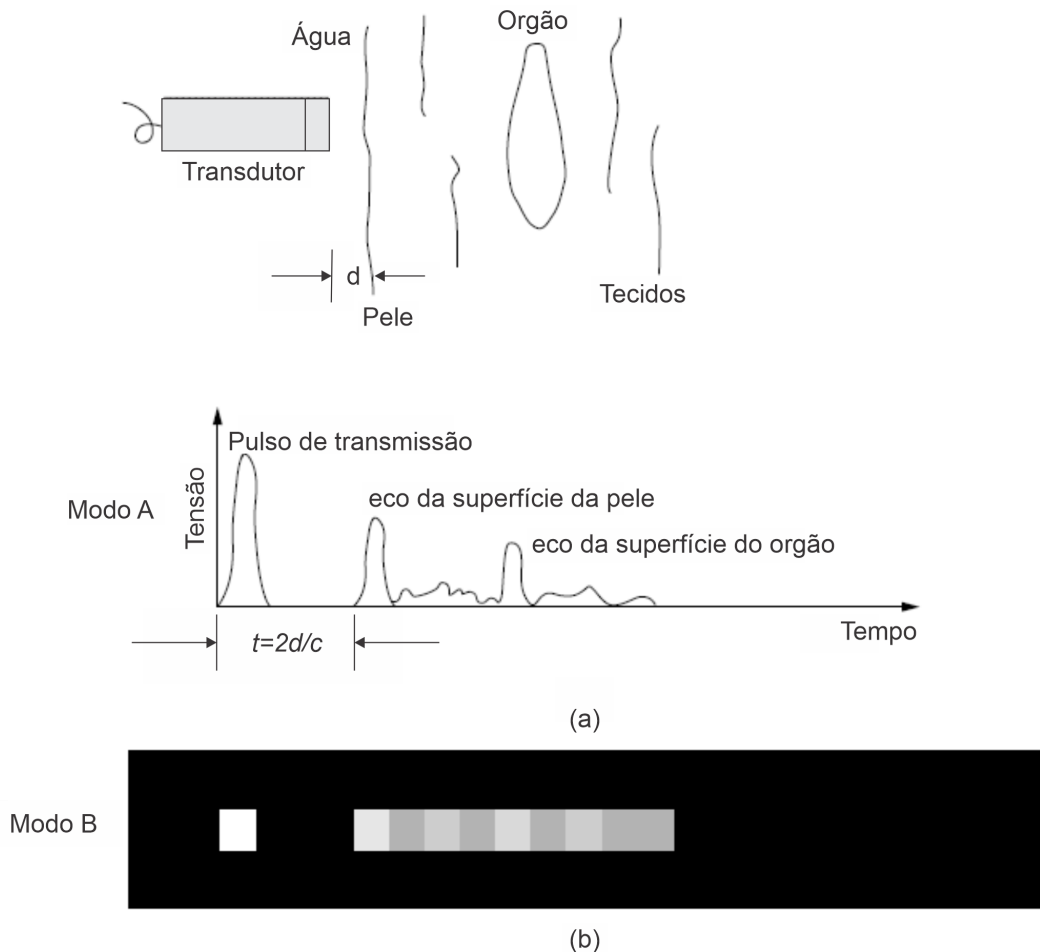 Orgão
Água
Transdutor
d
Tecidos
Pele
Pulso de transmissão
Tensão
eco da superfície da pele
Modo A
eco da superfície do orgão
Tempo
t=2d/c
(a)
Modo B
(b)